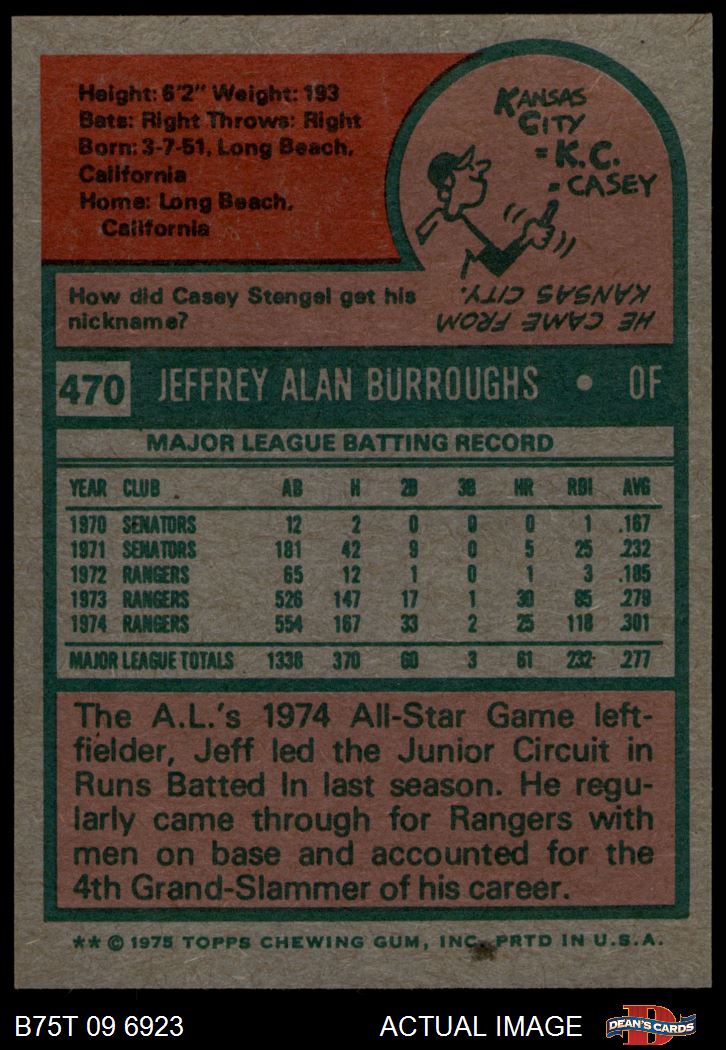 Height: 6'2" Weight: 193
Bats: Right Throws: Right
Born: 3-7-51, Long Beach,
California
Home: Long Beach,
California
KANSAS
CITY
= K.C.
= CASEY
How did Casey Stengel get his
nickname?
HE CAME FROM
KANSAS CITY.
470 JEFFREY ALAN BURROUGHS • OF
MAJOR LEAGUE BATTING RECORD
YEAR CLUB AB H 2B 3B HR RBI AVG
1970 SENATORS 12 2 0 0 0 1 .167
1971 SENATORS 181 42 9 0 5 25 .232
1972 RANGERS 65 12 1 0 1 3 .185
1973 RANGERS 526 147 17 1 30 85 .279
1974 RANGERS 554 167 33 2 25 118 .301
MAJOR LEAGUE TOTALS 1338 370 60 3 61 232 .277
The A.L.'s 1974 All-Star Game left-
fielder, Jeff led the Junior Circuit in
Runs Batted In last season. He regu-
larly came through for Rangers with
men on base and accounted for the
4th Grand-Slammer of his career.
** © 1975 TOPPS CHEWING GUM, INC. PRTD IN U.S.A.
B75T 09 6923 ACTUAL IMAGE D DEAN'S CARDS